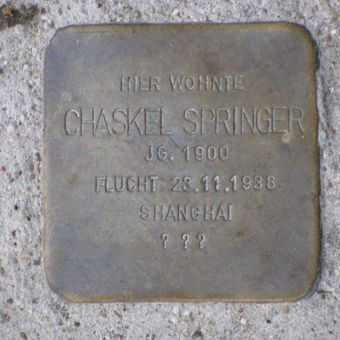 HIER WOHNTE
CHASKEL SPRINGER
JG. 1900
FLUCHT 23.11.1938
SHANGHAI
? ? ?